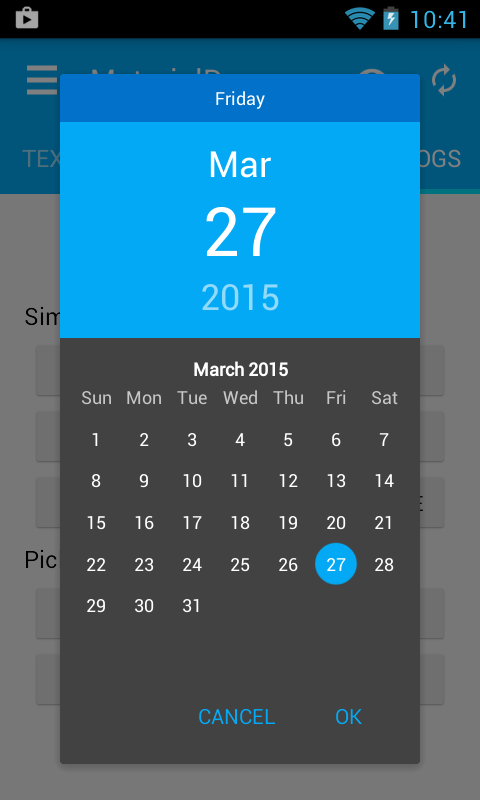 10:41
TEX
OGS
Friday
Mar
27
2015
Sim
March 2015
Sun Mon Tue Wed Thu Fri Sat
1 2 3 4 5 6 7
8 9 10 11 12 13 14
15 16 17 18 19 20 21
E
Pic
22 23 24 25 26 27 28
29 30 31
CANCEL OK